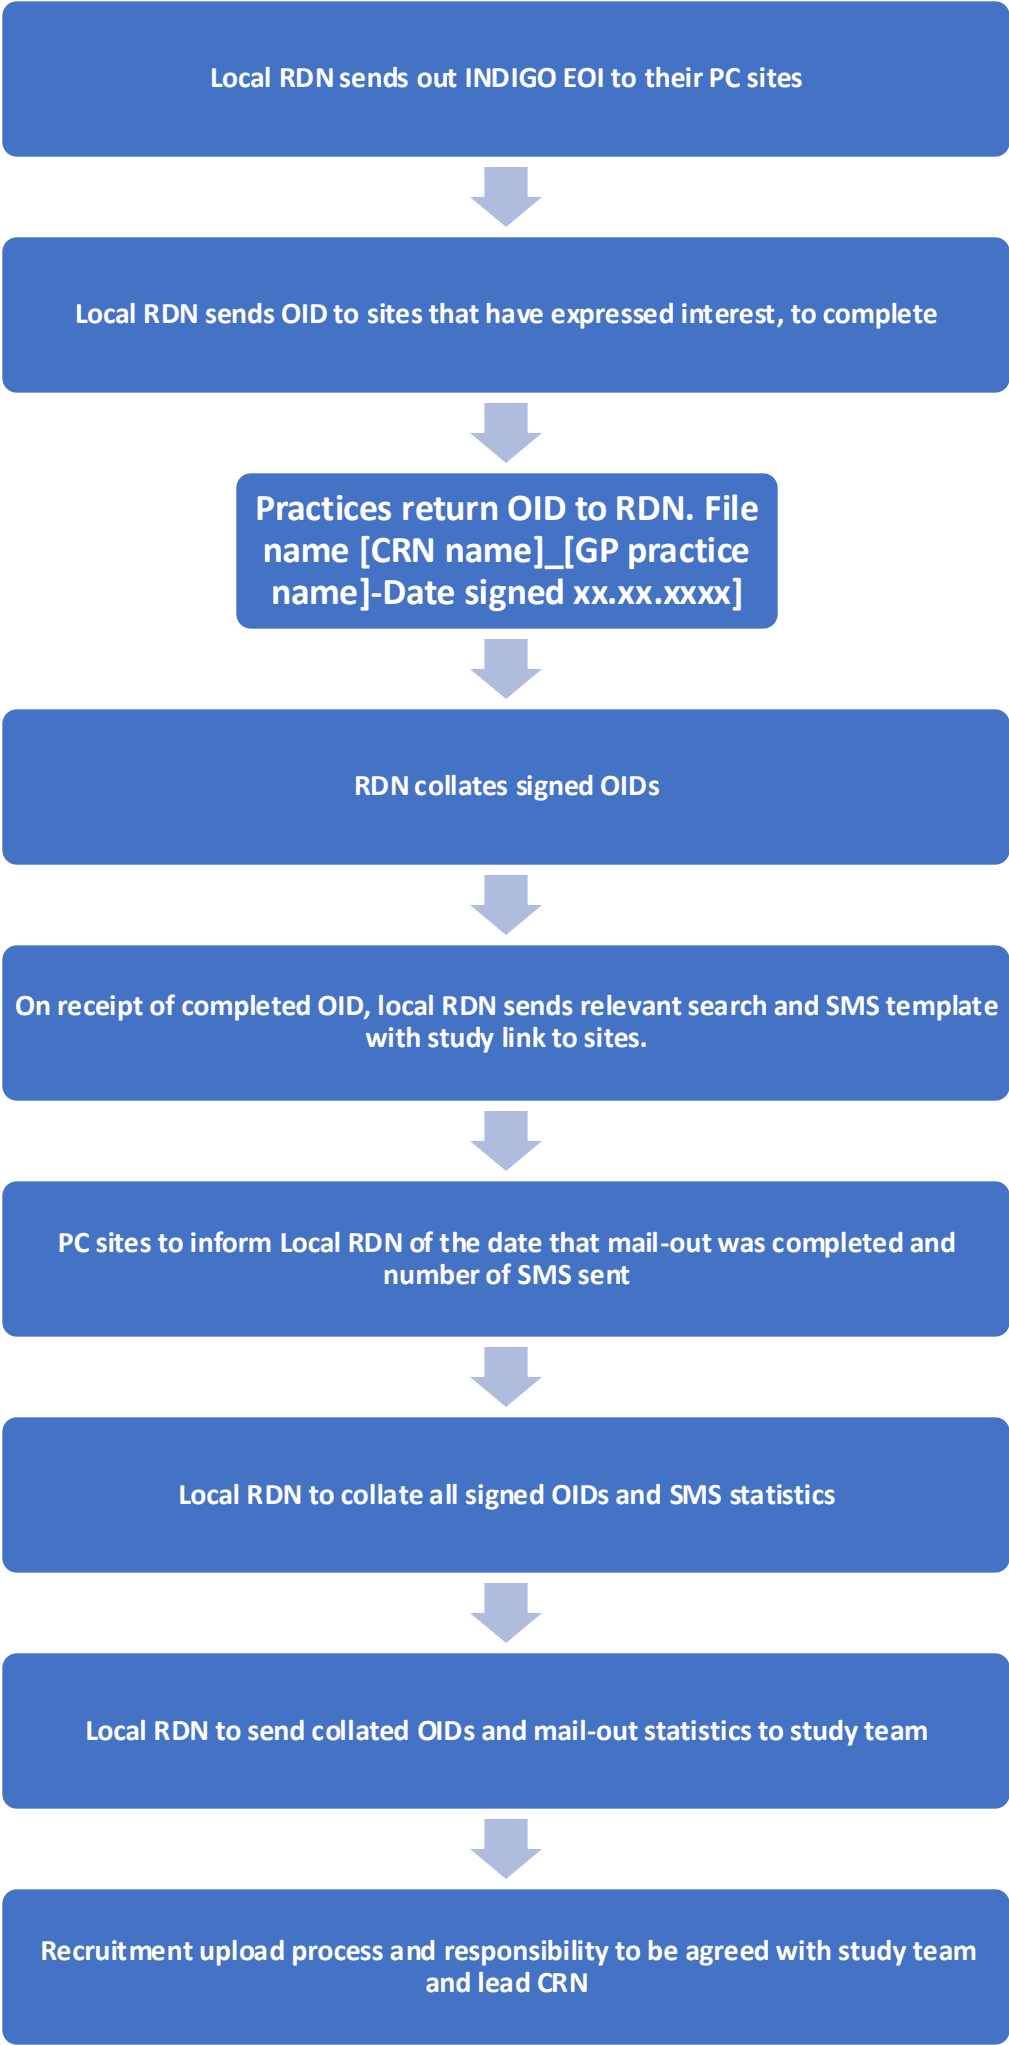 Local RDN sends out INDIGO EOI to their PC sites
Local RDN sends OID to sites that have expressed interest, to complete
Practices return OID to RDN. File
name [CRN name]_[GP practice
name]-Date signed xx.xx.xxxx]
RDN collates signed OIDs
On receipt of completed OID, local RDN sends relevant search and SMS template
with study link to sites.
PC sites to inform Local RDN of the date that mail-out was completed and
number of SMS sent
Local RDN to collate all signed OIDs and SMS statistics
Local RDN to send collated OIDs and mail-out statistics to study team
Recruitment upload process and responsibility to be agreed with study team
and lead CRN